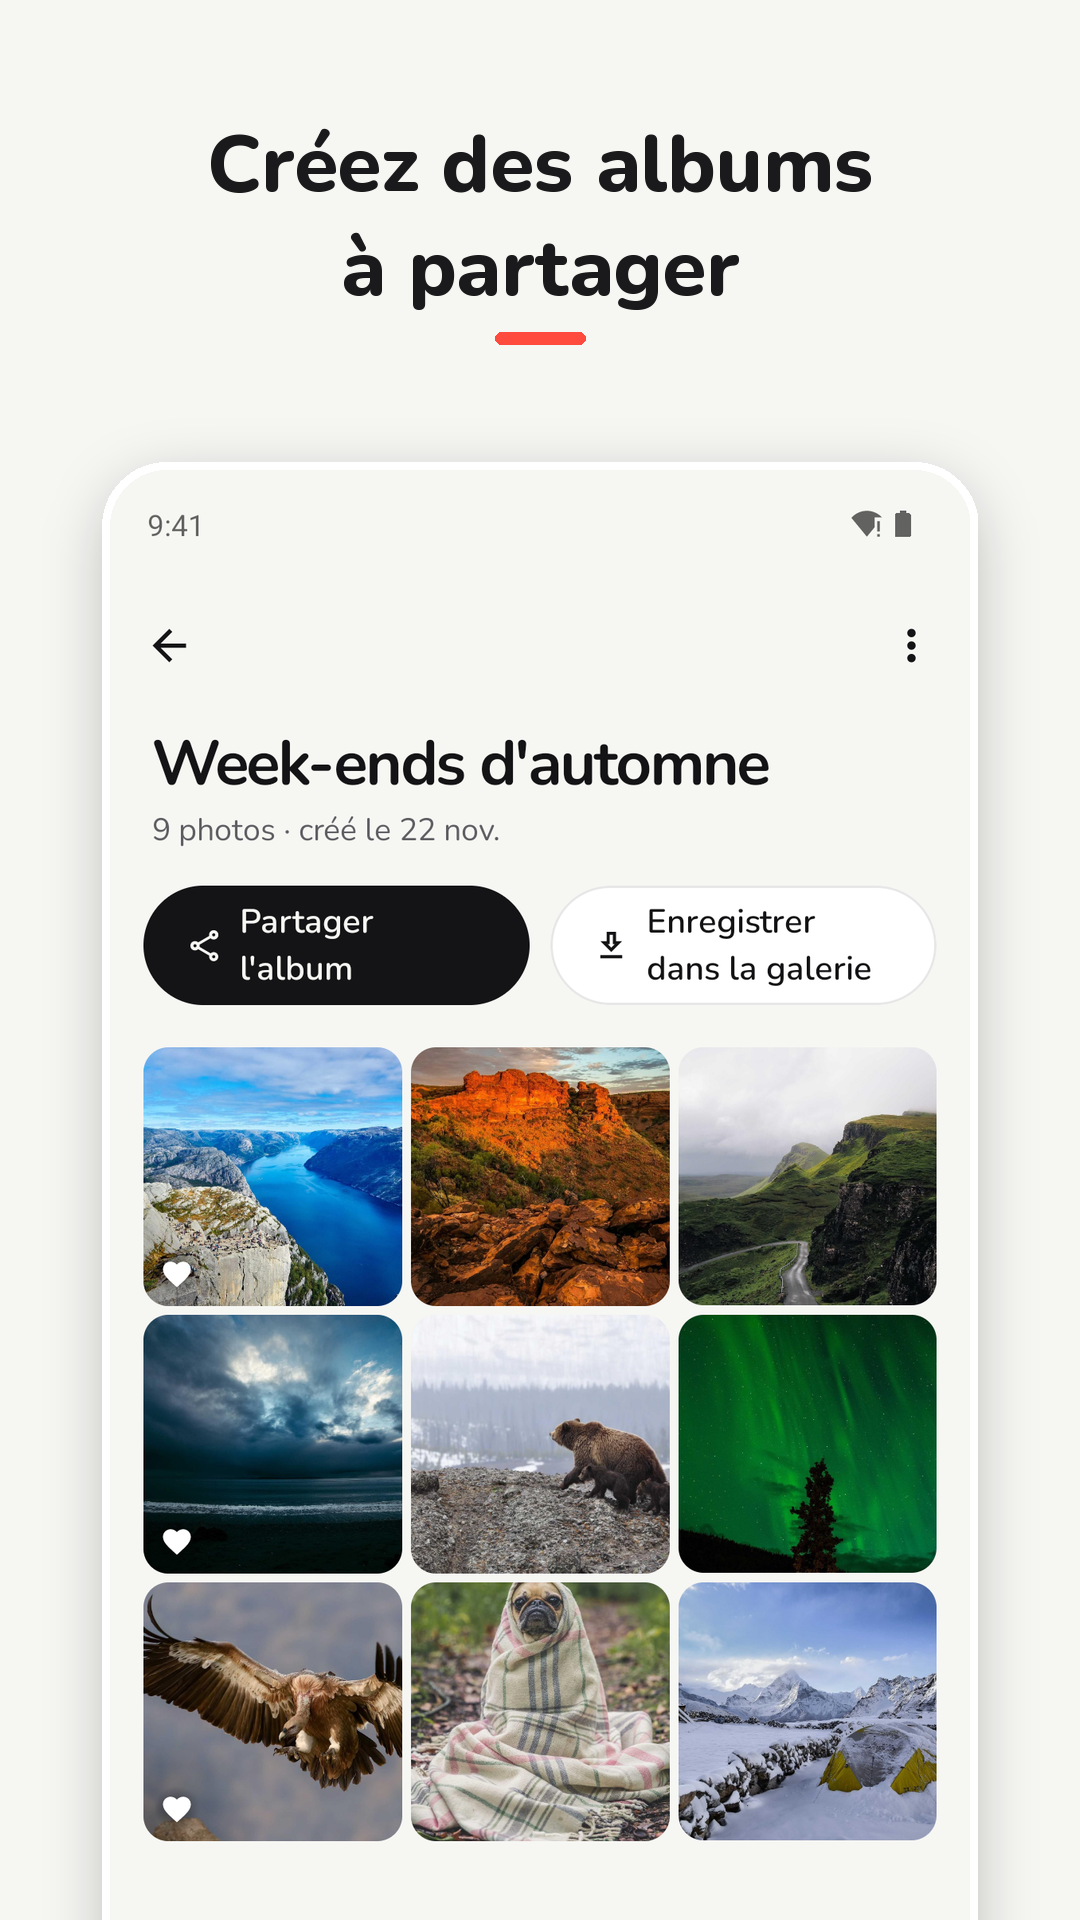 Créez des albums
à partager
9:41
Week-ends d'automne
9 photos · créé le 22 nov.
Partager
l'album
Enregistrer
dans la galerie